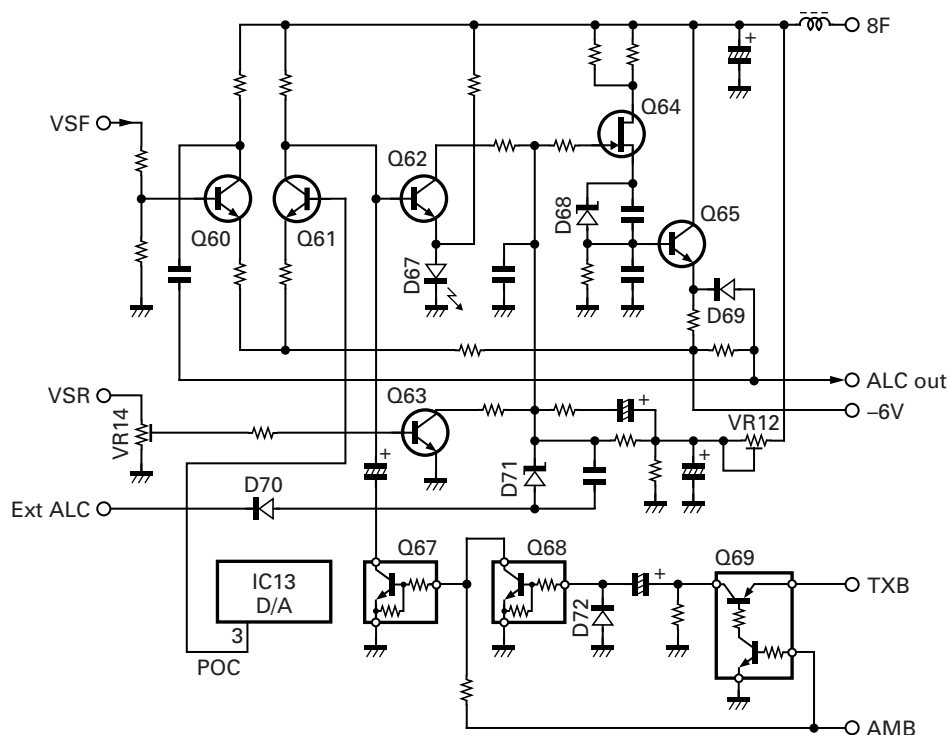 8F
+
Q64
VSF
Q62
Q65
D68
Q60
Q61
D67
D69
ALC out
Q63
VSR
–6V
+
VR12
VR14
+
+
D71
D70
Ext ALC
Q67
Q68
Q69
IC13
D/A
+
TXB
D72
3
POC
AMB